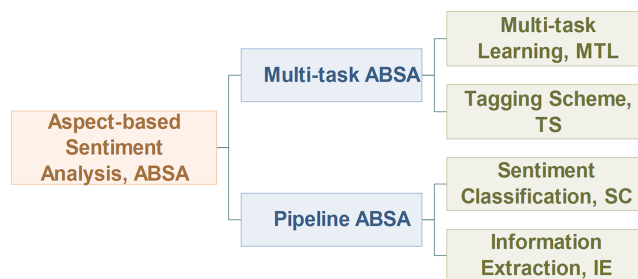 Aspect-based
Sentiment
Analysis, ABSA
Multi-task ABSA
Pipeline ABSA
Multi-task
Learning, MTL
Tagging Scheme,
TS
Sentiment
Classification, SC
Information
Extraction, IE